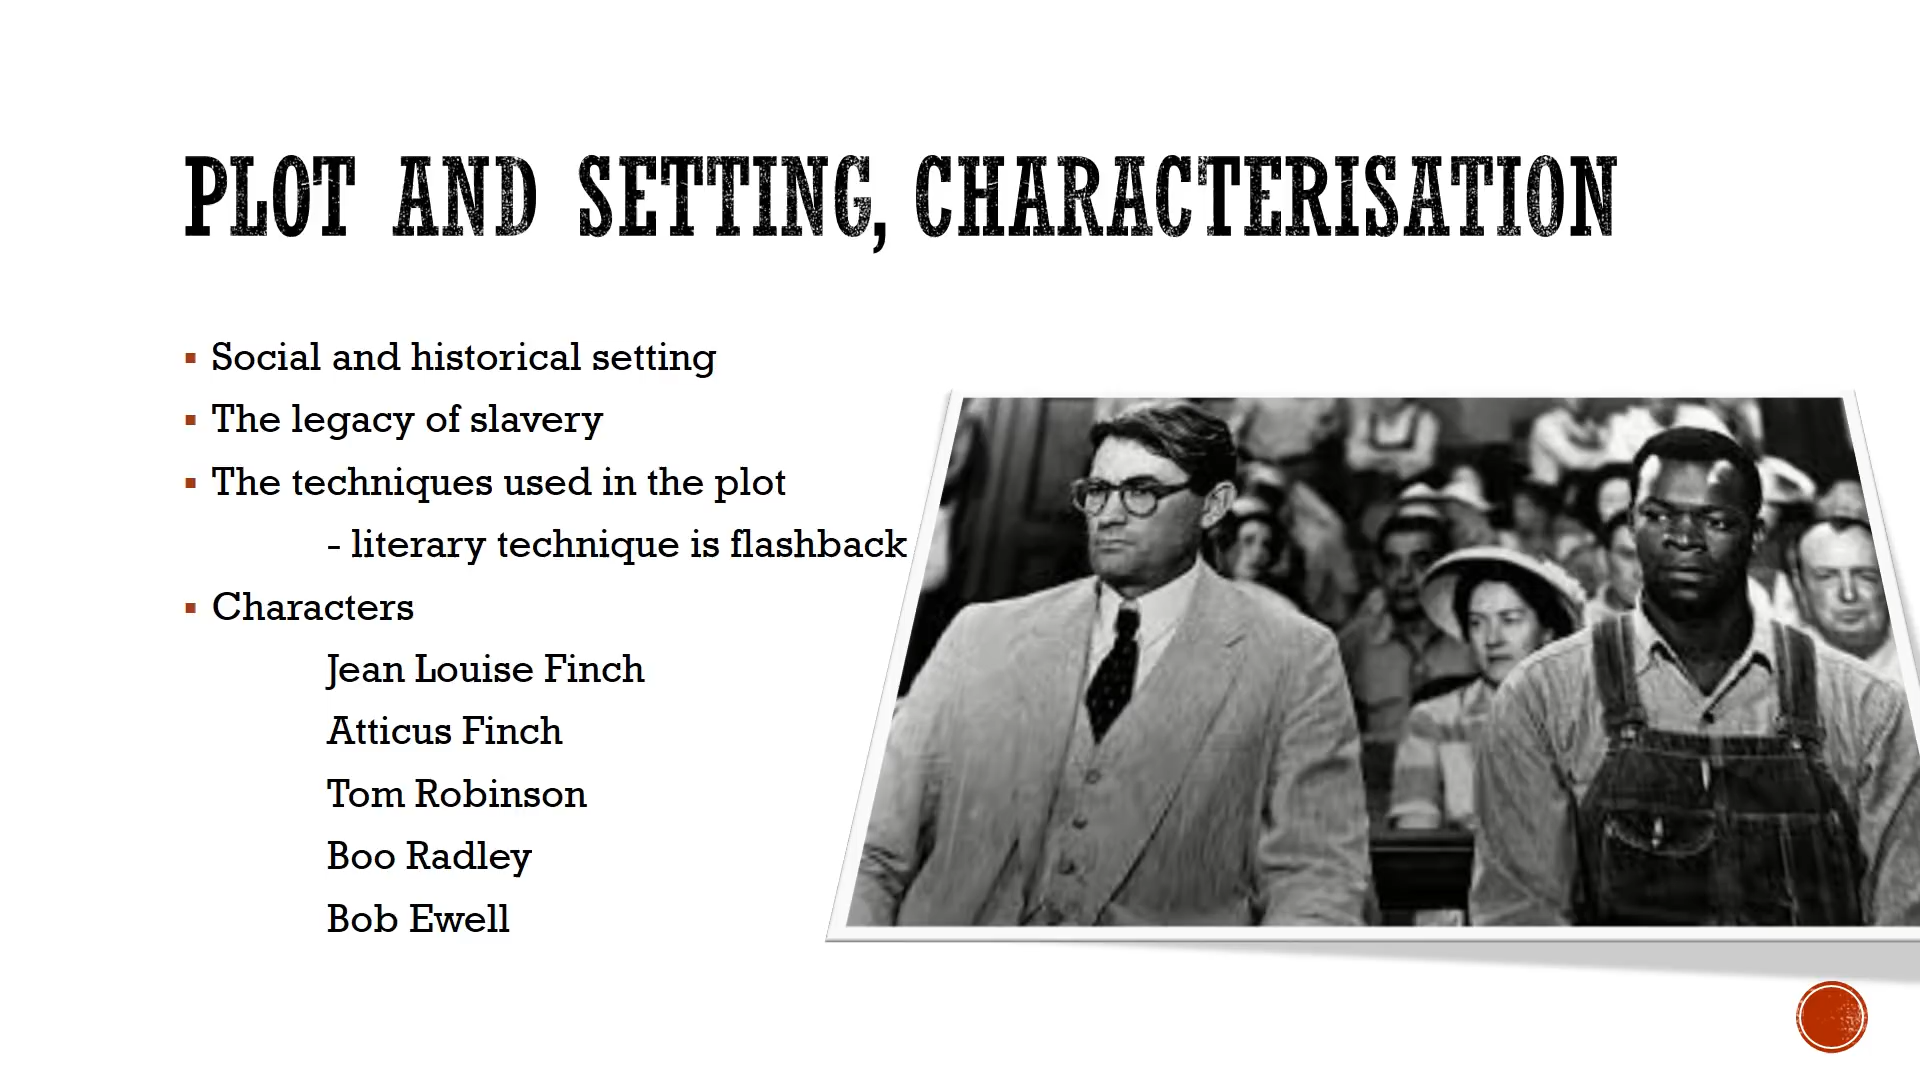 PLOT AND SETTING, CHARACTERISATION
▪ Social and historical setting
▪ The legacy of slavery
▪ The techniques used in the plot
- literary technique is flashback
▪ Characters
Jean Louise Finch
Atticus Finch
Tom Robinson
Boo Radley
Bob Ewell